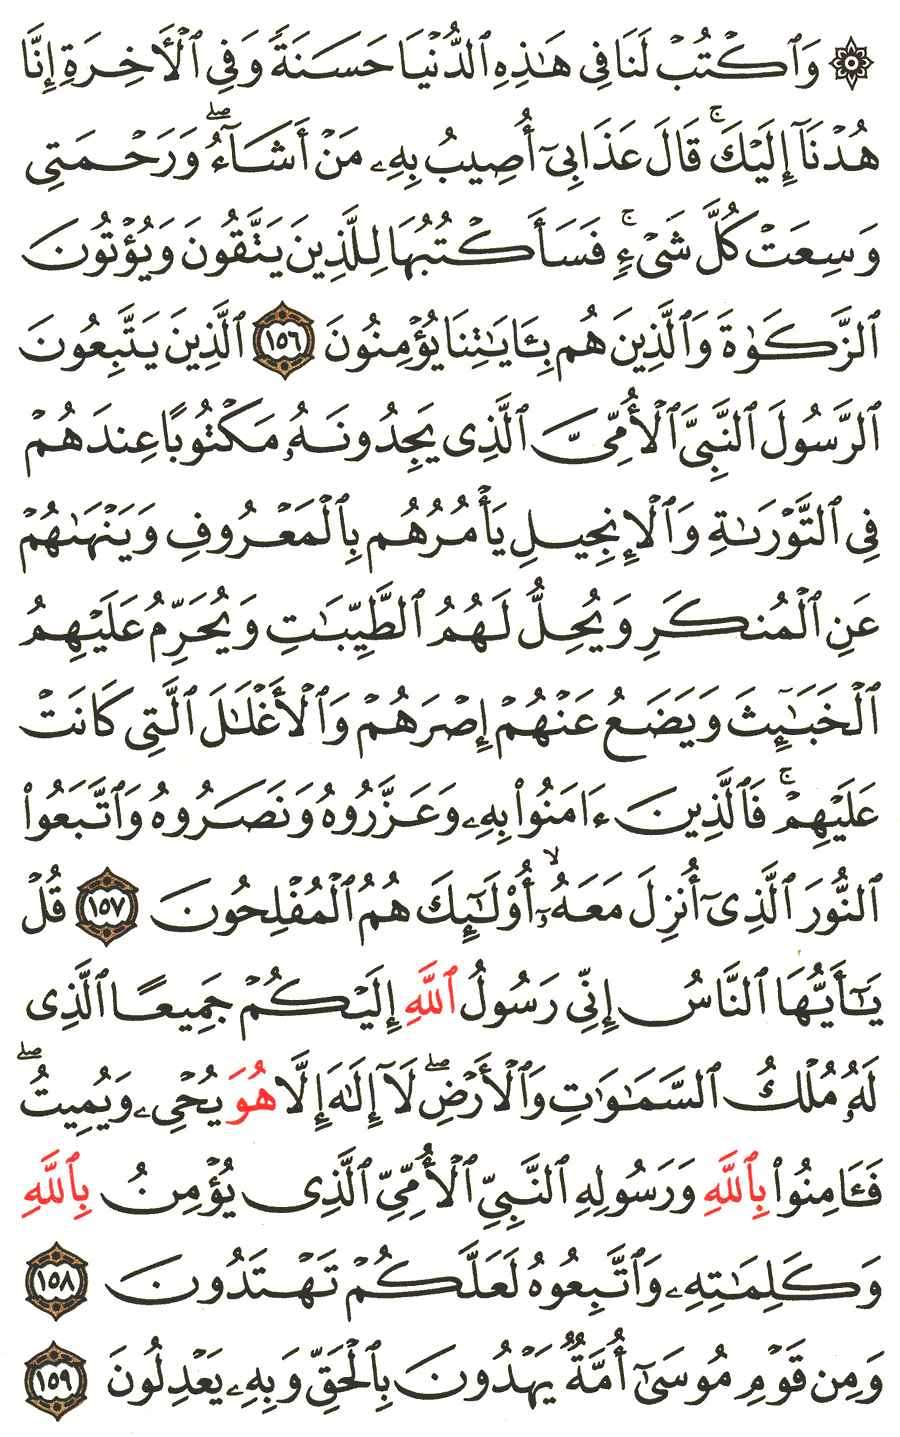 ۞ وَٱكۡتُبۡ لَنَا فِي هَٰذِهِ ٱلدُّنۡيَا حَسَنَةٗ وَفِي ٱلۡأٓخِرَةِ إِنَّا
هُدۡنَآ إِلَيۡكَۚ قَالَ عَذَابِيٓ أُصِيبُ بِهِۦ مَنۡ أَشَآءُۖ وَرَحۡمَتِي
وَسِعَتۡ كُلَّ شَيۡءٖۚ فَسَأَكۡتُبُهَا لِلَّذِينَ يَتَّقُونَ وَيُؤۡتُونَ
ٱلزَّكَوٰةَ وَٱلَّذِينَ هُم بِـَٔايَٰتِنَا يُؤۡمِنُونَ ١٥٦ ٱلَّذِينَ يَتَّبِعُونَ
ٱلرَّسُولَ ٱلنَّبِيَّ ٱلۡأُمِّيَّ ٱلَّذِي يَجِدُونَهُۥ مَكۡتُوبًا عِندَهُمۡ
فِي ٱلتَّوۡرَىٰةِ وَٱلۡإِنجِيلِ يَأۡمُرُهُم بِٱلۡمَعۡرُوفِ وَيَنۡهَىٰهُمۡ
عَنِ ٱلۡمُنكَرِ وَيُحِلُّ لَهُمُ ٱلطَّيِّبَٰتِ وَيُحَرِّمُ عَلَيۡهِمُ
ٱلۡخَبَٰٓئِثَ وَيَضَعُ عَنۡهُمۡ إِصۡرَهُمۡ وَٱلۡأَغۡلَٰلَ ٱلَّتِي كَانَتۡ
عَلَيۡهِمۡۚ فَٱلَّذِينَ ءَامَنُواْ بِهِۦ وَعَزَّرُوهُ وَنَصَرُوهُ وَٱتَّبَعُواْ
ٱلنُّورَ ٱلَّذِيٓ أُنزِلَ مَعَهُۥٓ ۙ أُوْلَٰٓئِكَ هُمُ ٱلۡمُفۡلِحُونَ ١٥٧ قُلۡ
يَٰٓأَيُّهَا ٱلنَّاسُ إِنِّي رَسُولُ ٱللَّهِ إِلَيۡكُمۡ جَمِيعًا ٱلَّذِي
لَهُۥ مُلۡكُ ٱلسَّمَٰوَٰتِ وَٱلۡأَرۡضِۖ لَآ إِلَٰهَ إِلَّا هُوَ يُحۡيِۦ وَيُمِيتُۖ
فَـَٔامِنُواْ بِٱللَّهِ وَرَسُولِهِ ٱلنَّبِيِّ ٱلۡأُمِّيِّ ٱلَّذِي يُؤۡمِنُ بِٱللَّهِ
وَكَلِمَٰتِهِۦ وَٱتَّبِعُوهُ لَعَلَّكُمۡ تَهۡتَدُونَ ١٥٨
وَمِن قَوۡمِ مُوسَىٰٓ أُمَّةٞ يَهۡدُونَ بِٱلۡحَقِّ وَبِهِۦ يَعۡدِلُونَ ١٥٩